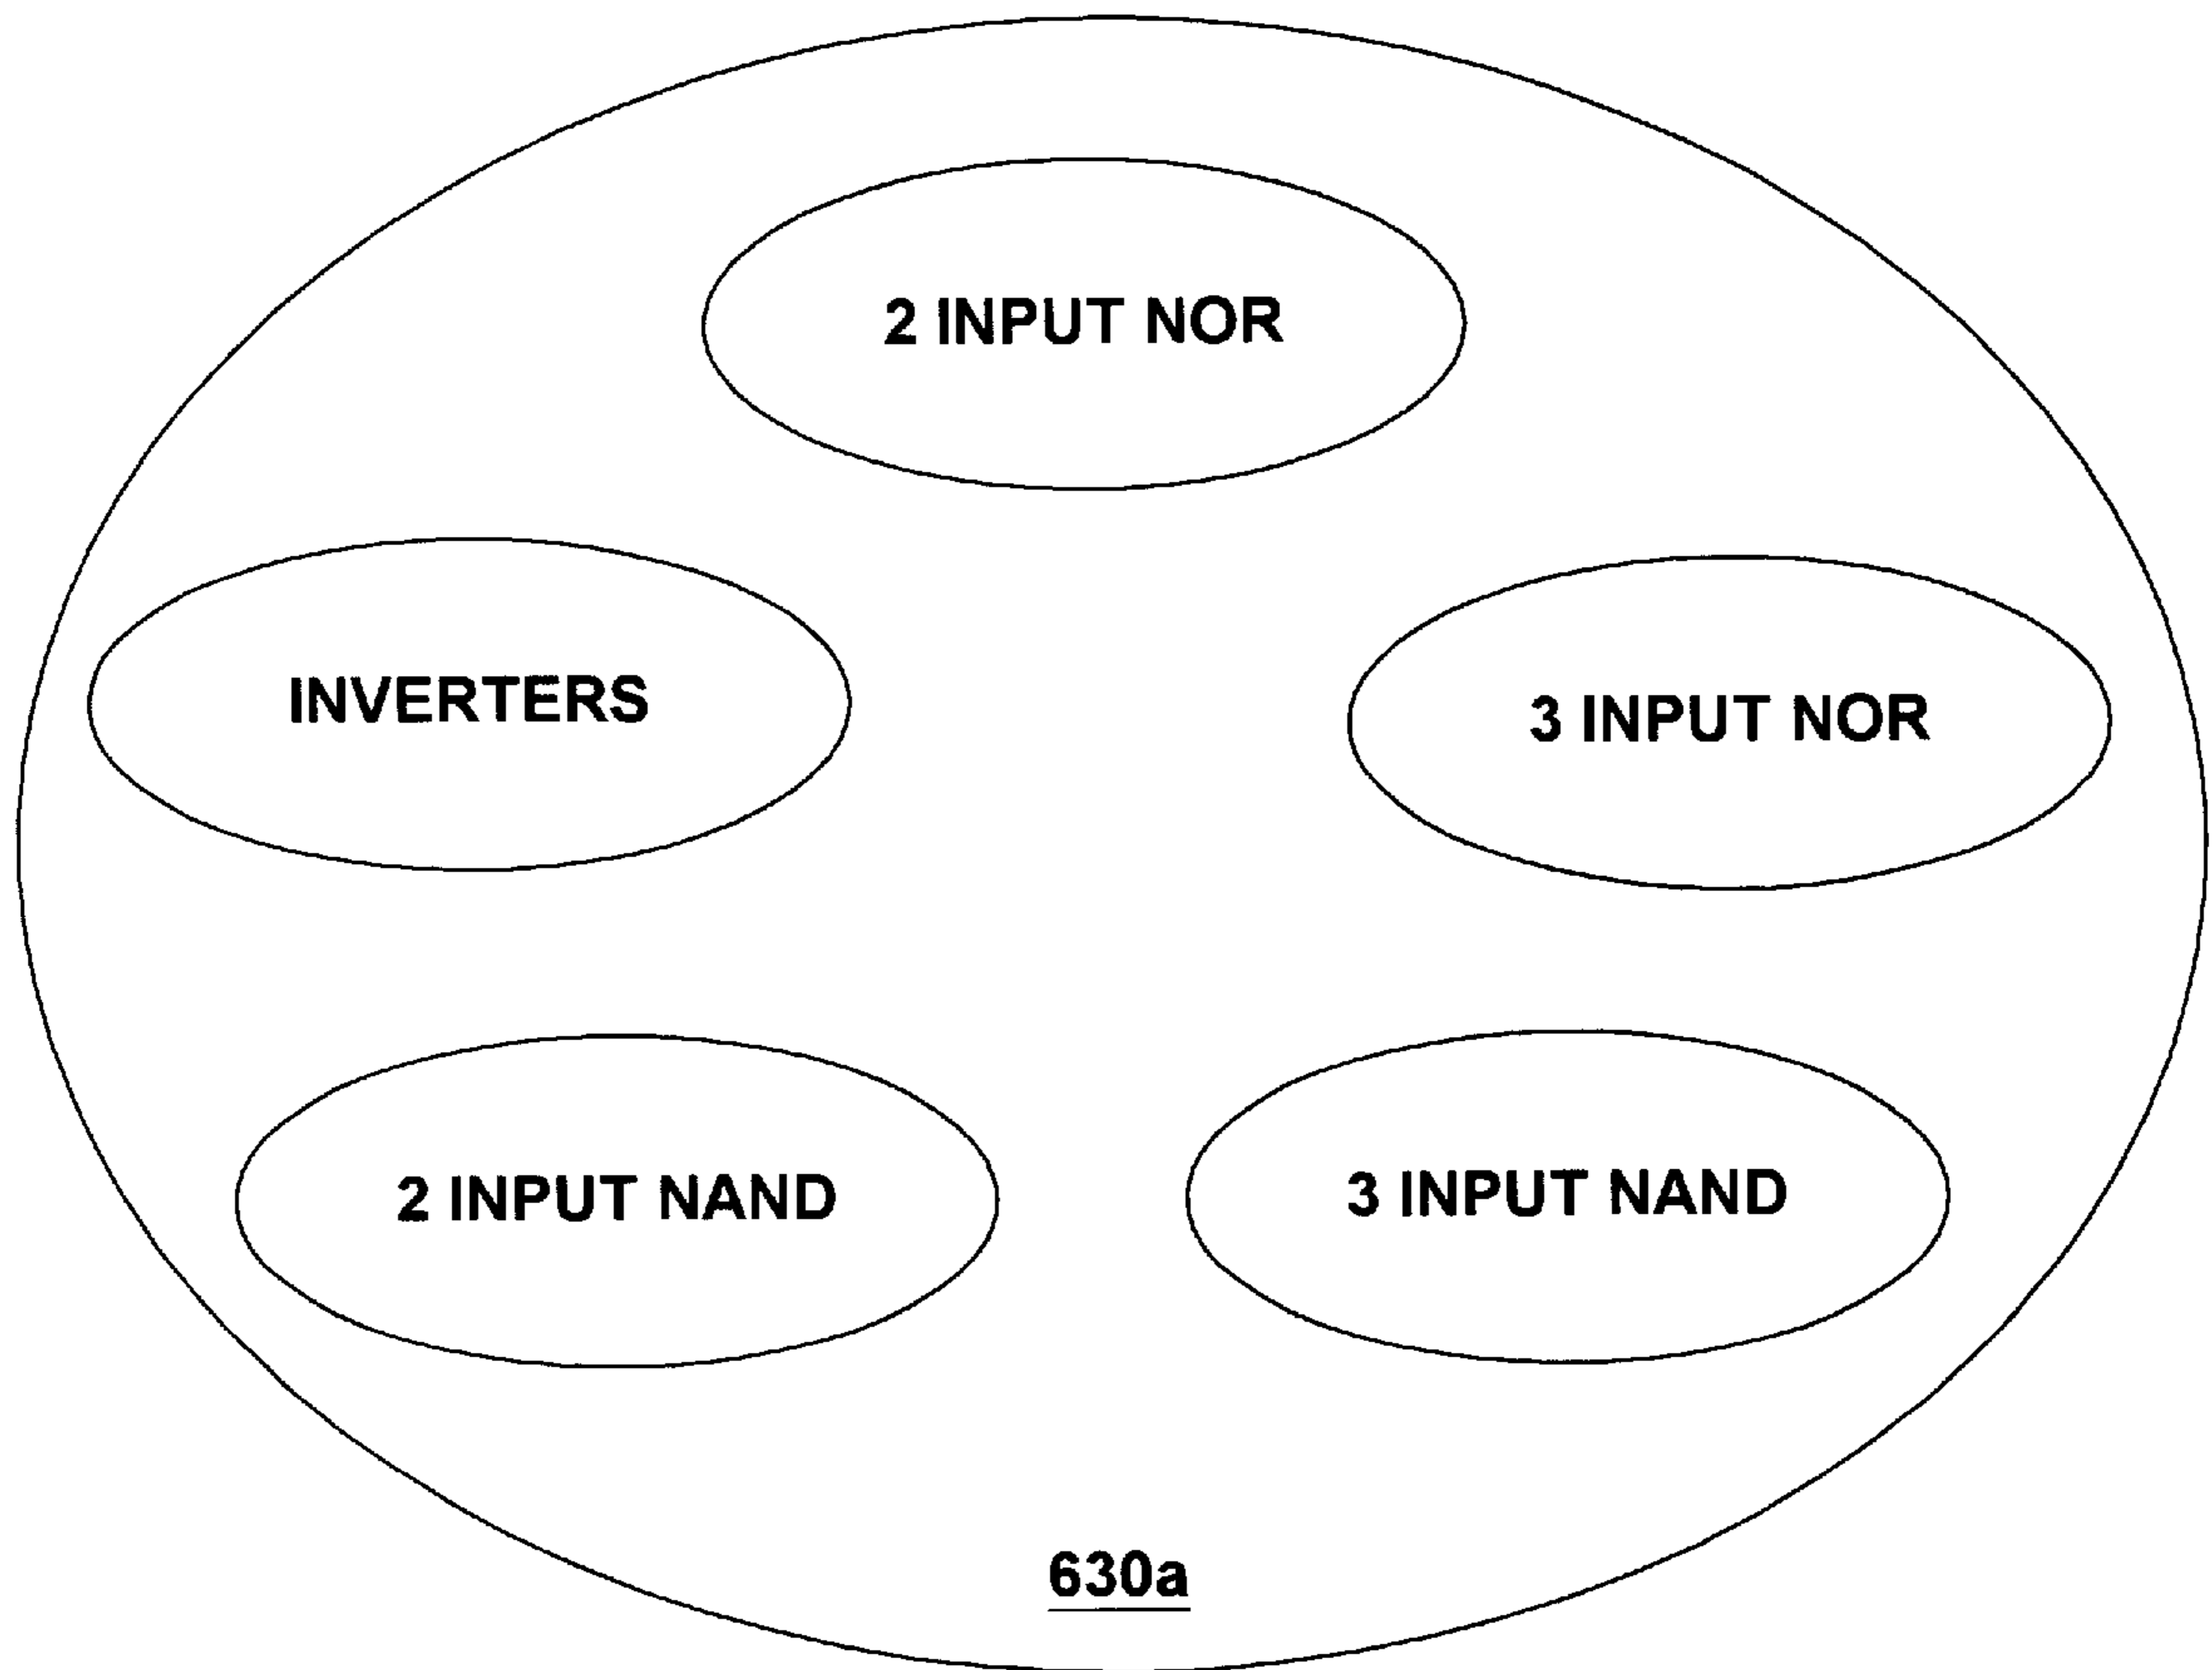 2 INPUT NOR
INVERTERS
3 INPUT NOR
2 INPUT NAND
3 INPUT NAND
630a